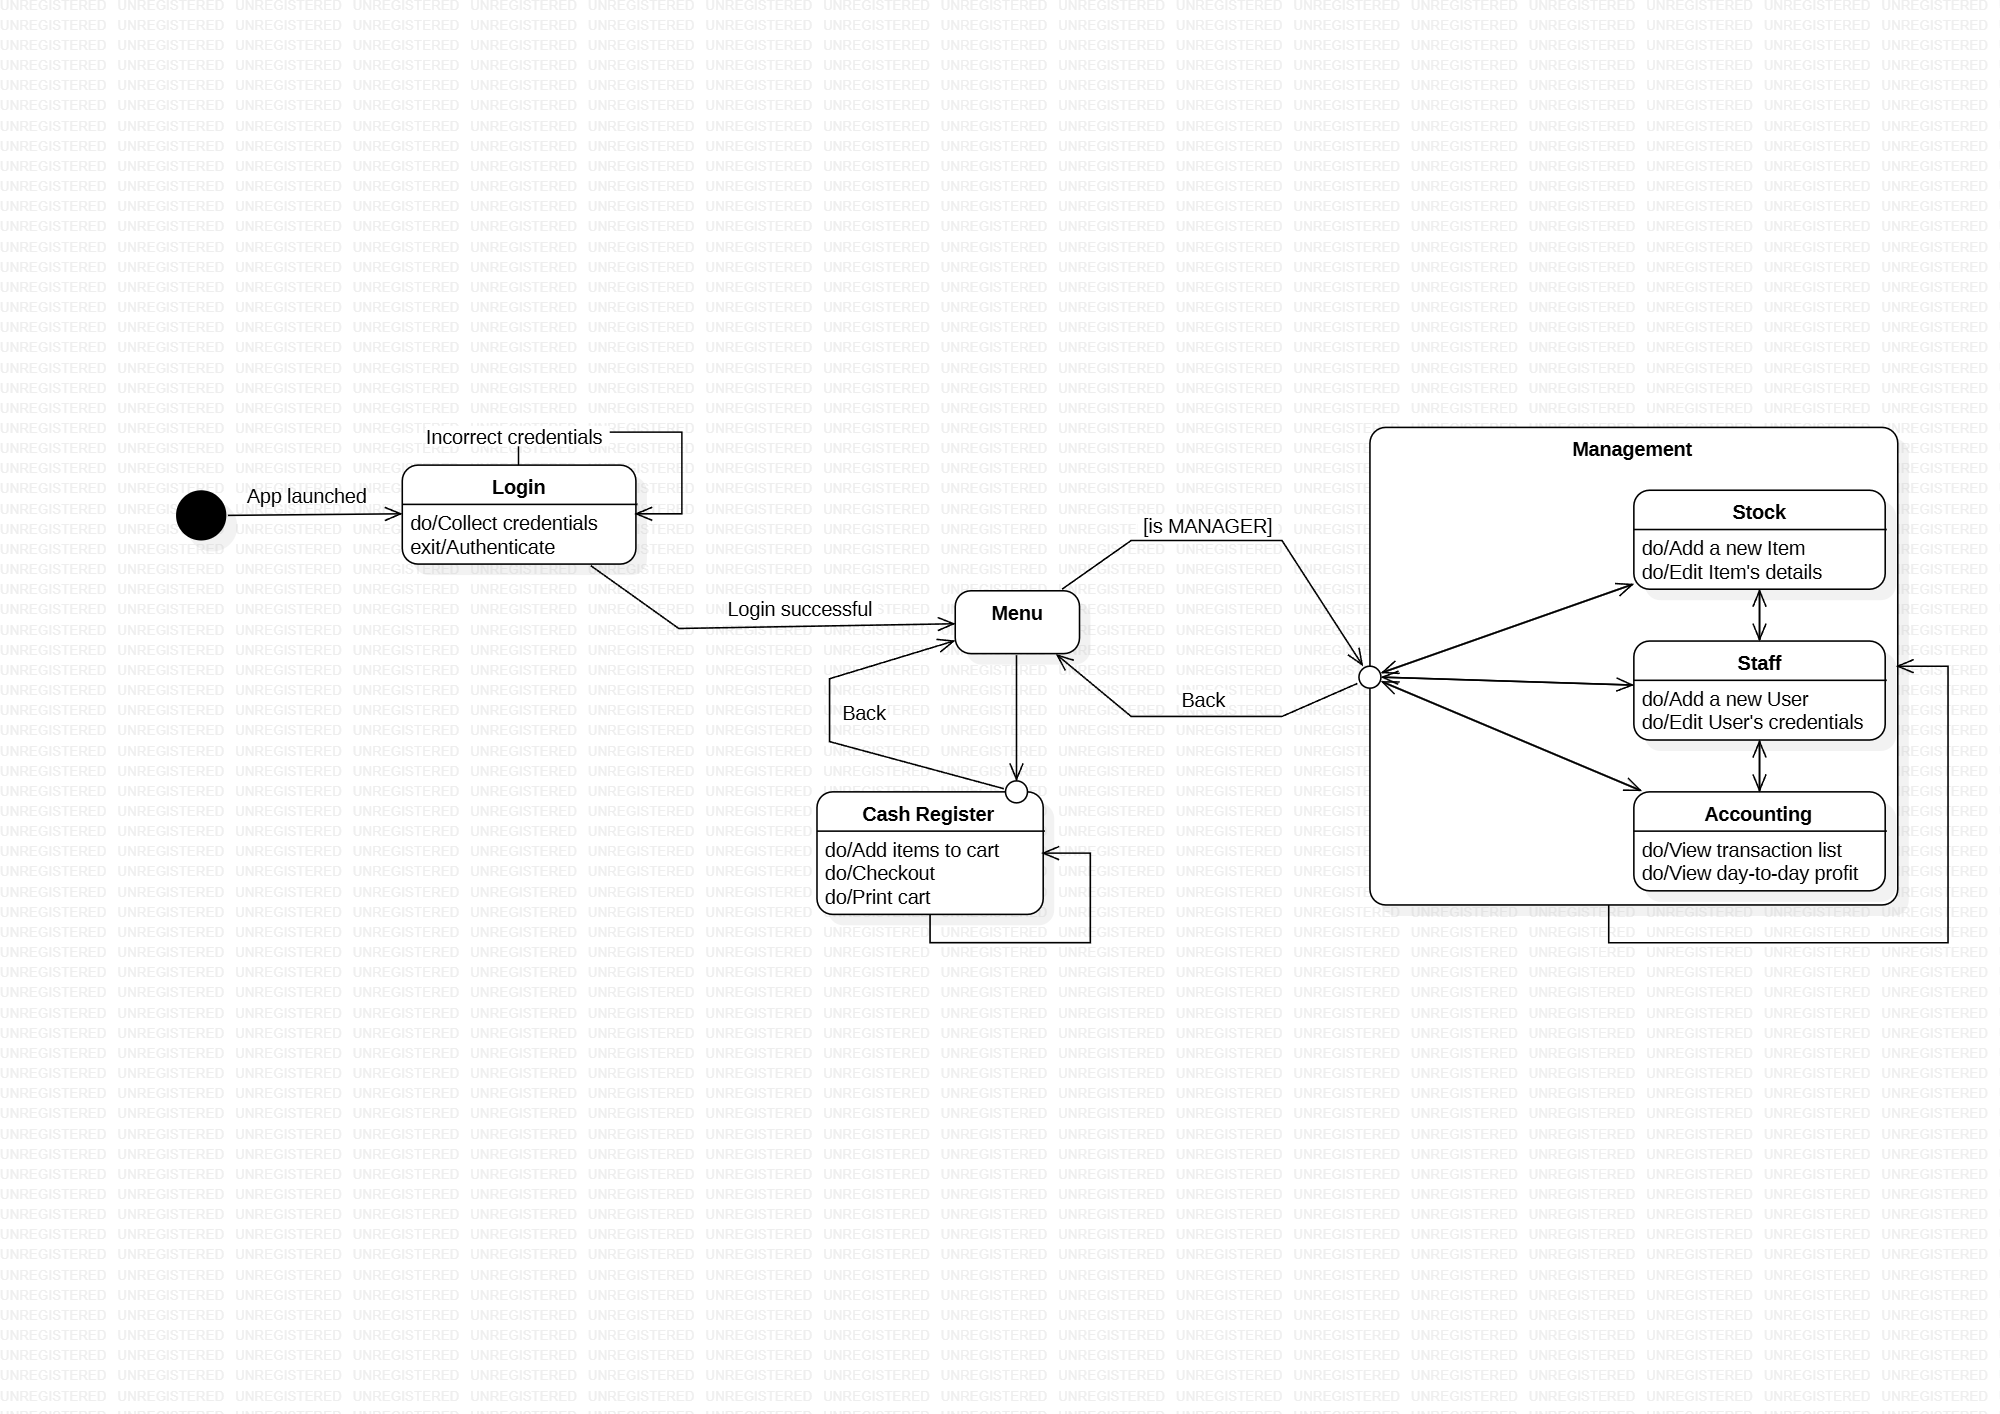 Incorrect credentials
App launched
Login
do/Collect credentials
exit/Authenticate
Login successful
Menu
[is MANAGER]
Back
Back
Cash Register
do/Add items to cart
do/Checkout
do/Print cart
Management
Stock
do/Add a new Item
do/Edit Item's details
Staff
do/Add a new User
do/Edit User's credentials
Accounting
do/View transaction list
do/View day-to-day profit
UNREGISTERED